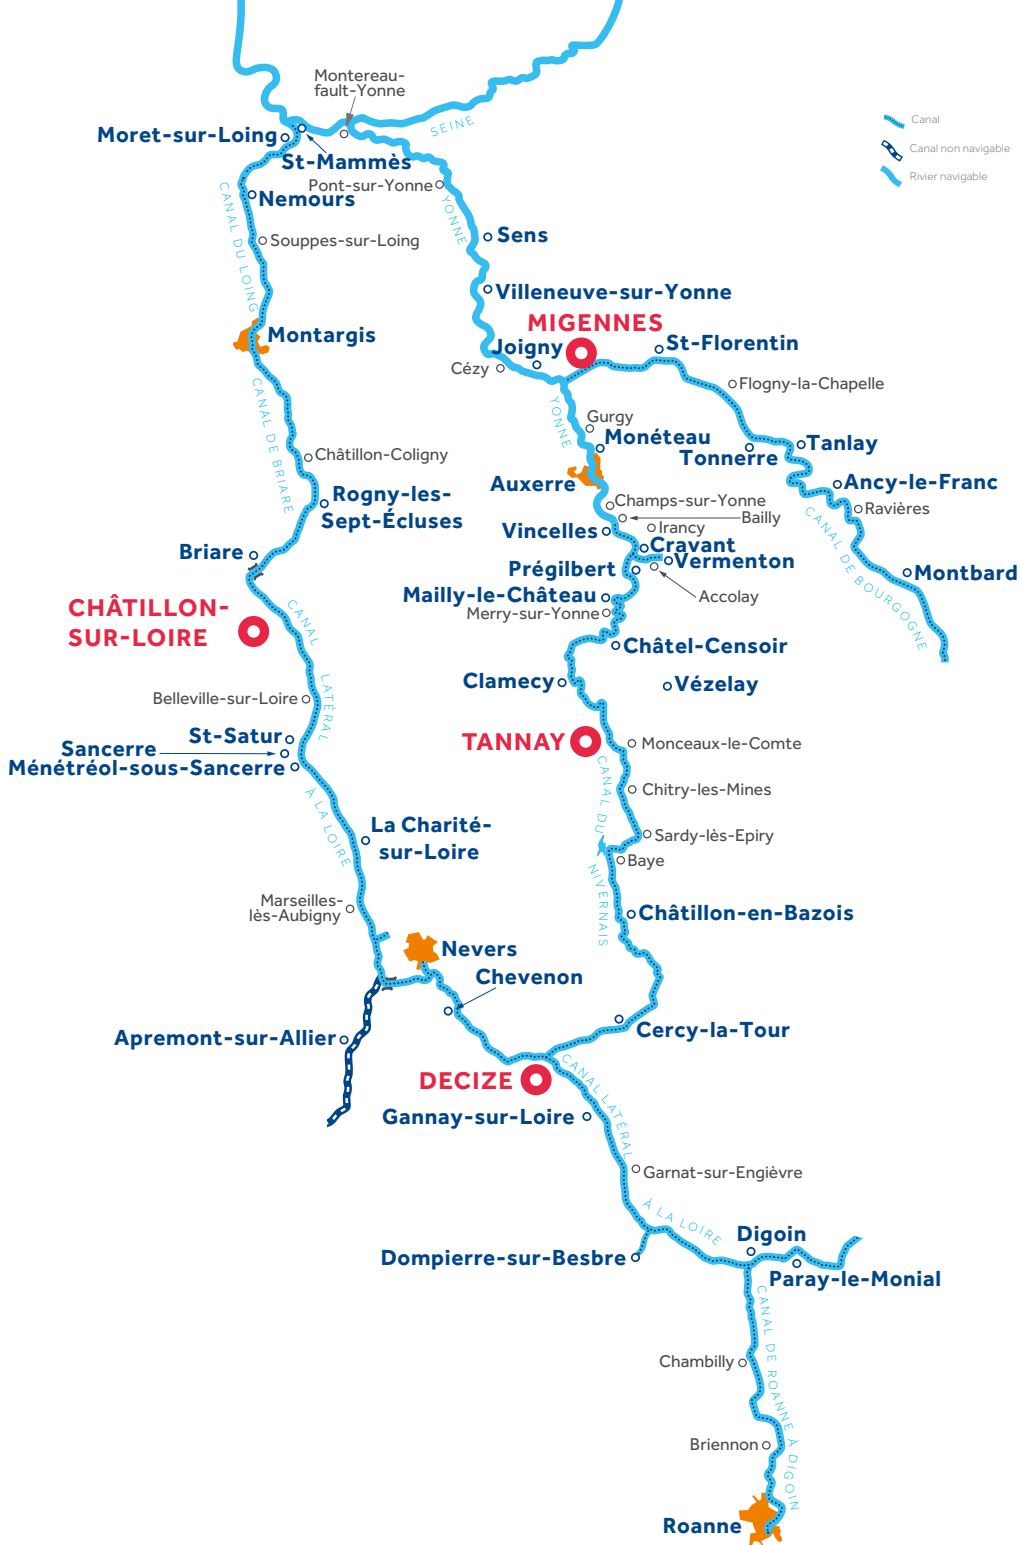 Montereau-
fault-Yonne
SEINE
Canal
Canal non navigable
Rivier navigable
Moret-sur-Loing
St-Mammès
Pont-sur-Yonne
Nemours
CANAL DU LOING
YONNE
Souppes-sur-Loing
Sens
Villeneuve-sur-Yonne
MIGENNES
Montargis
Joigny
St-Florentin
Cézy
Flogny-la-Chapelle
CANAL DE BRIARE
YONNE
Gurgy
Monéteau
Tonnerre
Tanlay
Châtillon-Coligny
Auxerre
Ancy-le-Franc
Rogny-les-
Sept-Écluses
Champs-sur-Yonne
Ravières
Bailly
Irancy
Vincelles
CANAL DE BOURGOGNE
Cravant
Briare
Vermenton
Prégilbert
Montbard
Mailly-le-Château
Accolay
CHÂTILLON-
SUR-LOIRE
Merry-sur-Yonne
CANAL
Châtel-Censoir
LATÉRAL
Clamecy
Vézelay
Belleville-sur-Loire
St-Satur
TANNAY
Monceaux-le-Comte
Sancerre
Ménétréol-sous-Sancerre
CANAL DU
À LA LOIRE
Chitry-les-Mines
La Charité-
sur-Loire
Sardy-lès-Epiry
Baye
NIVERNAIS
Marseilles-
lès-Aubigny
Châtillon-en-Bazois
Nevers
Chevenon
Apremont-sur-Allier
Cercy-la-Tour
DECIZE
CANAL LATÉRAL
Gannay-sur-Loire
Garnat-sur-Engièvre
À LA LOIRE
Digoin
Dompierre-sur-Besbre
Paray-le-Monial
CANAL DE ROANNE À DIGOIN
Chambilly
Briennon
Roanne